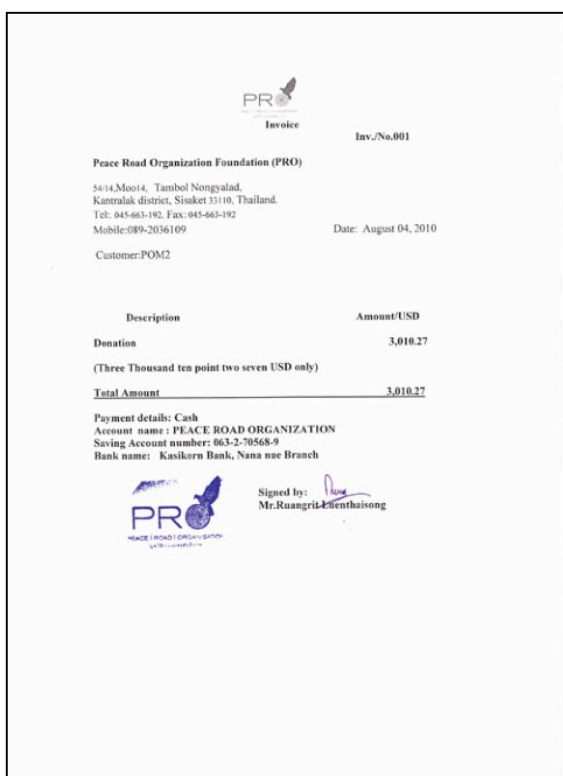 PRO
Invoice
Inv./No.001
Peace Road Organization Foundation (PRO)
54/14,Moo14, Tambol Nongyalad,
Kantralak district, Sisaket 33110, Thailand.
Tel: 045-663-192, Fax: 045-663-192
Mobile:089-2036109 Date: August 04, 2010
Customer:POM2
Description Amount/USD
Donation 3,010.27
(Three Thousand ten point two seven USD only)
Total Amount 3,010.27
Payment details: Cash
Account name : PEACE ROAD ORGANIZATION
Saving Account number: 063-2-70568-9
Bank name: Kasikorn Bank, Nana nue Branch
Signed by:
Mr.Ruangrit Luenthaisong
PRO
PEACE | ROAD | ORGANISATION